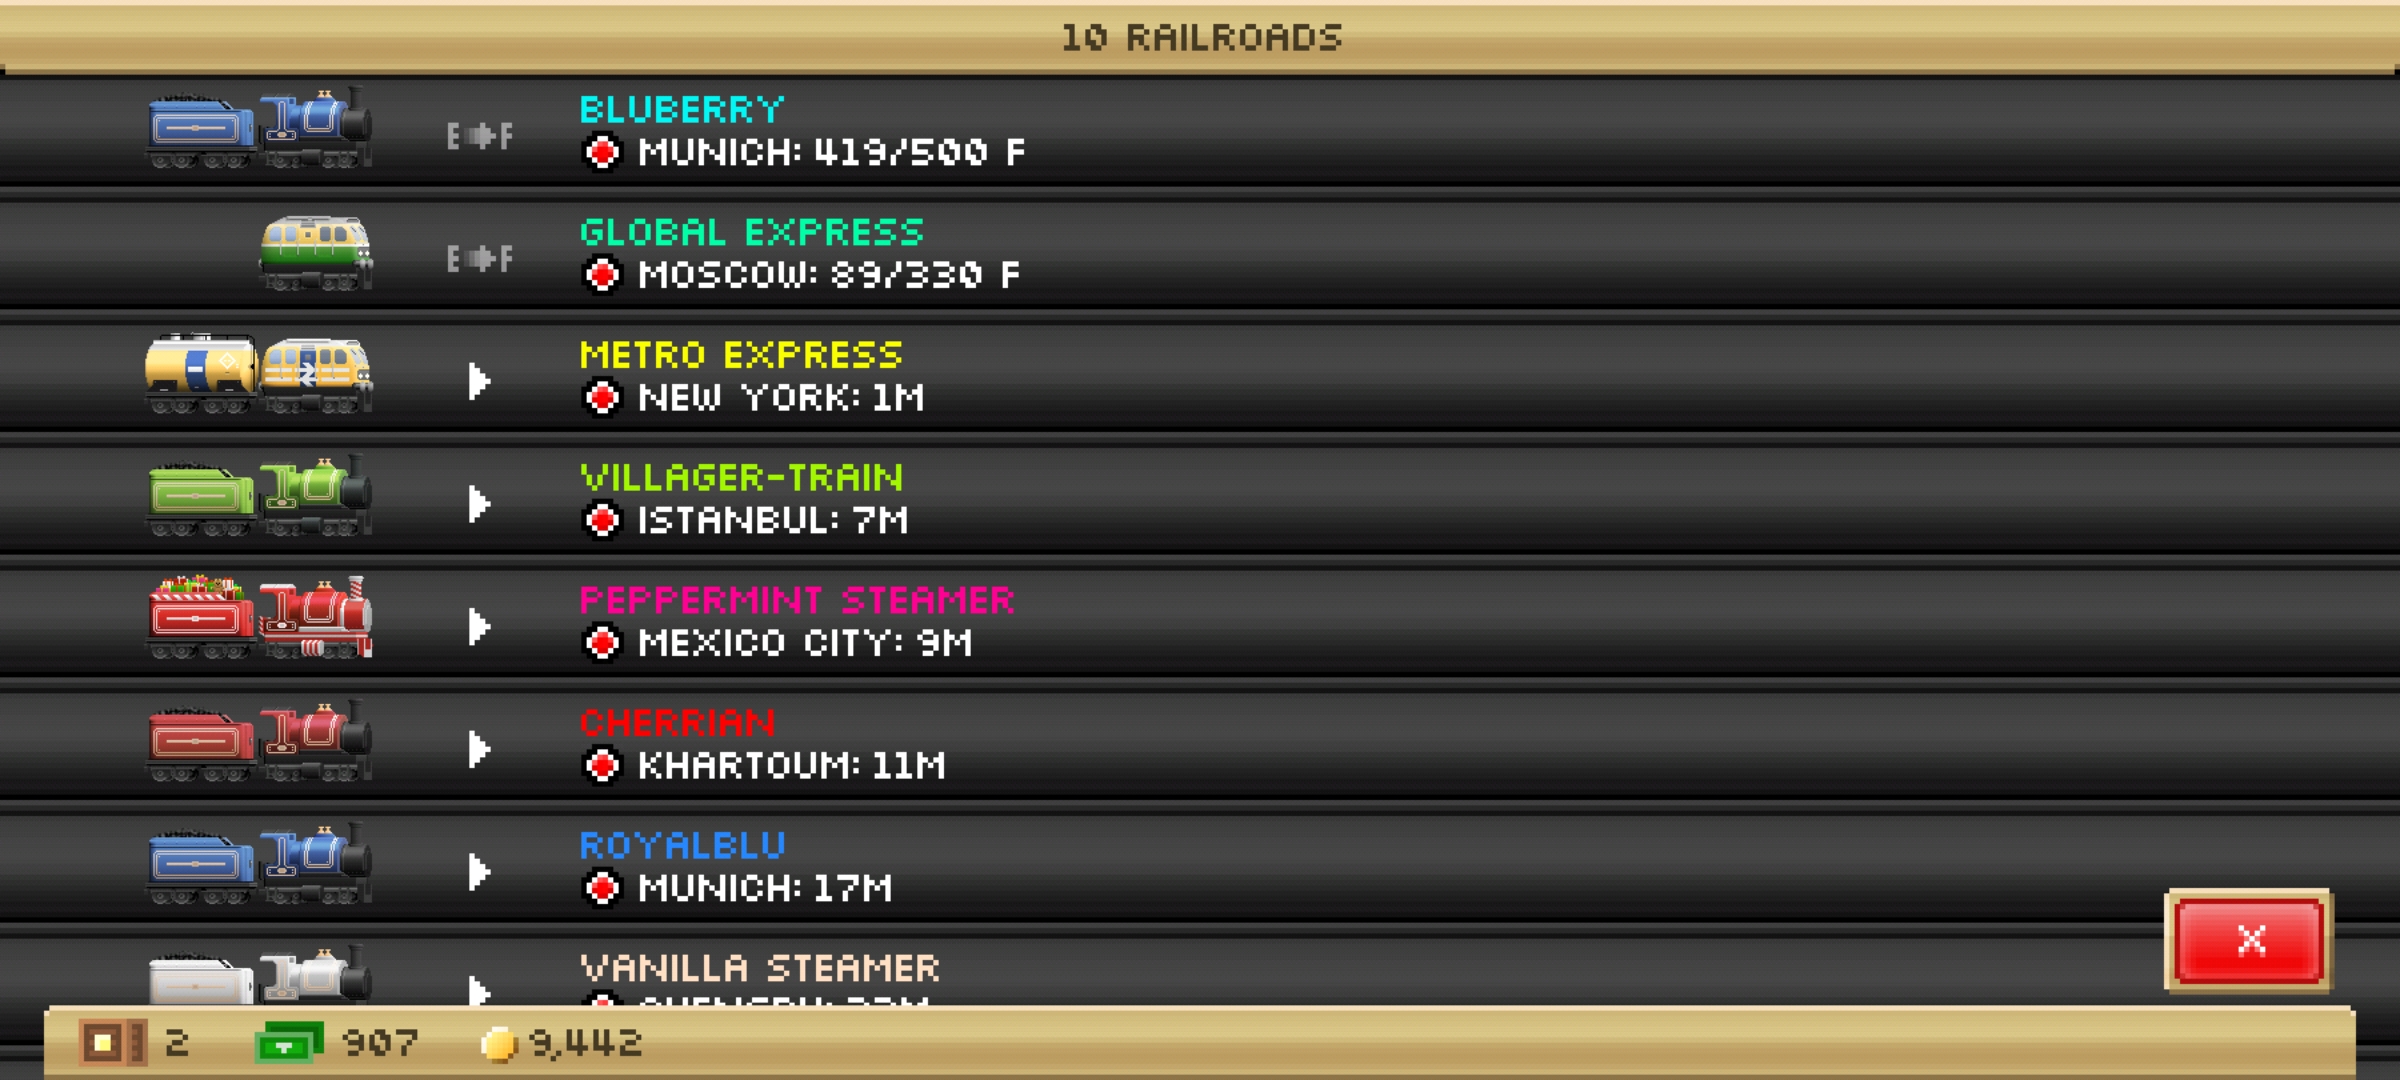 10 RAILROADS
BLUBERRY
E F
MUNICH: 419/500 F
GLOBAL EXPRESS
E F
MOSCOW: 89/330 F
METRO EXPRESS
NEW YORK: 1M
VILLAGER-TRAIN
ISTANBUL: 7M
PEPPERMINT STEAMER
MEXICO CITY: 9M
CHERRIAN
KHARTOUM: 11M
ROYALBLU
MUNICH: 17M
VANILLA STEAMER
X
2 907 9,442